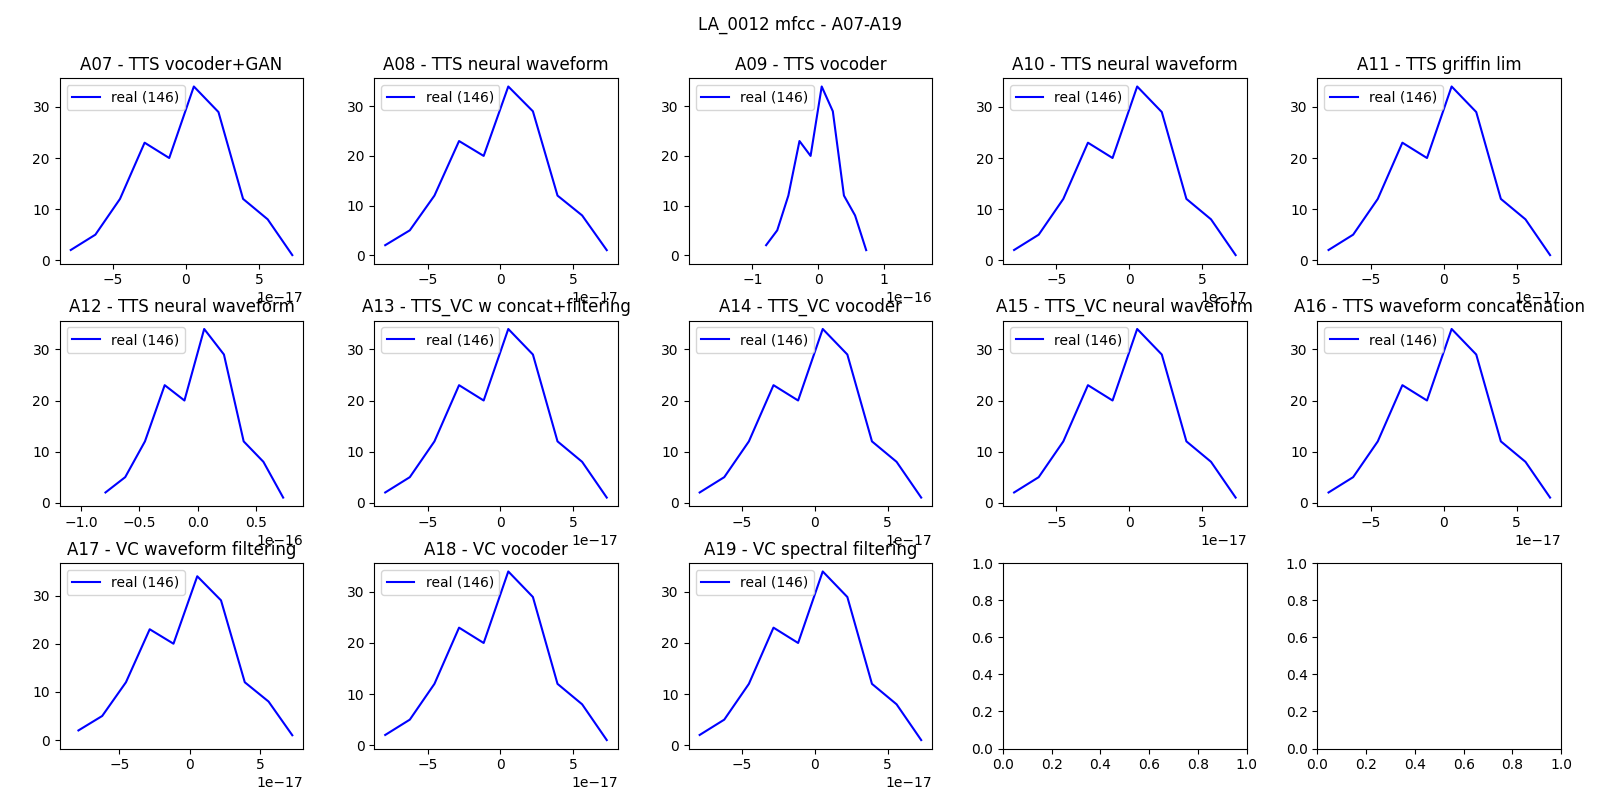 LA_0012 mfcc - A07-A19
A07 - TTS vocoder+GAN
real (146)
30
20
10
0
−5 0 5
1e−17
A08 - TTS neural waveform
real (146)
30
20
10
0
−5 0 5
1e−17
A09 - TTS vocoder
real (146)
30
20
10
0
−1 0 1
1e−16
A10 - TTS neural waveform
real (146)
30
20
10
0
−5 0 5
1e−17
A11 - TTS griffin lim
real (146)
30
20
10
0
−5 0 5
1e−17
A12 - TTS neural waveform
real (146)
30
20
10
0
−1.0 −0.5 0.0 0.5
1e−16
A13 - TTS_VC w concat+filtering
real (146)
30
20
10
0
−5 0 5
1e−17
A14 - TTS_VC vocoder
real (146)
30
20
10
0
−5 0 5
1e−17
A15 - TTS_VC neural waveform
real (146)
30
20
10
0
−5 0 5
1e−17
A16 - TTS waveform concatenation
real (146)
30
20
10
0
−5 0 5
1e−17
A17 - VC waveform filtering
real (146)
30
20
10
0
−5 0 5
1e−17
A18 - VC vocoder
real (146)
30
20
10
0
−5 0 5
1e−17
A19 - VC spectral filtering
real (146)
30
20
10
0
−5 0 5
1e−17
1.0
0.8
0.6
0.4
0.2
0.0
0.0 0.2 0.4 0.6 0.8 1.0
1.0
0.8
0.6
0.4
0.2
0.0
0.0 0.2 0.4 0.6 0.8 1.0